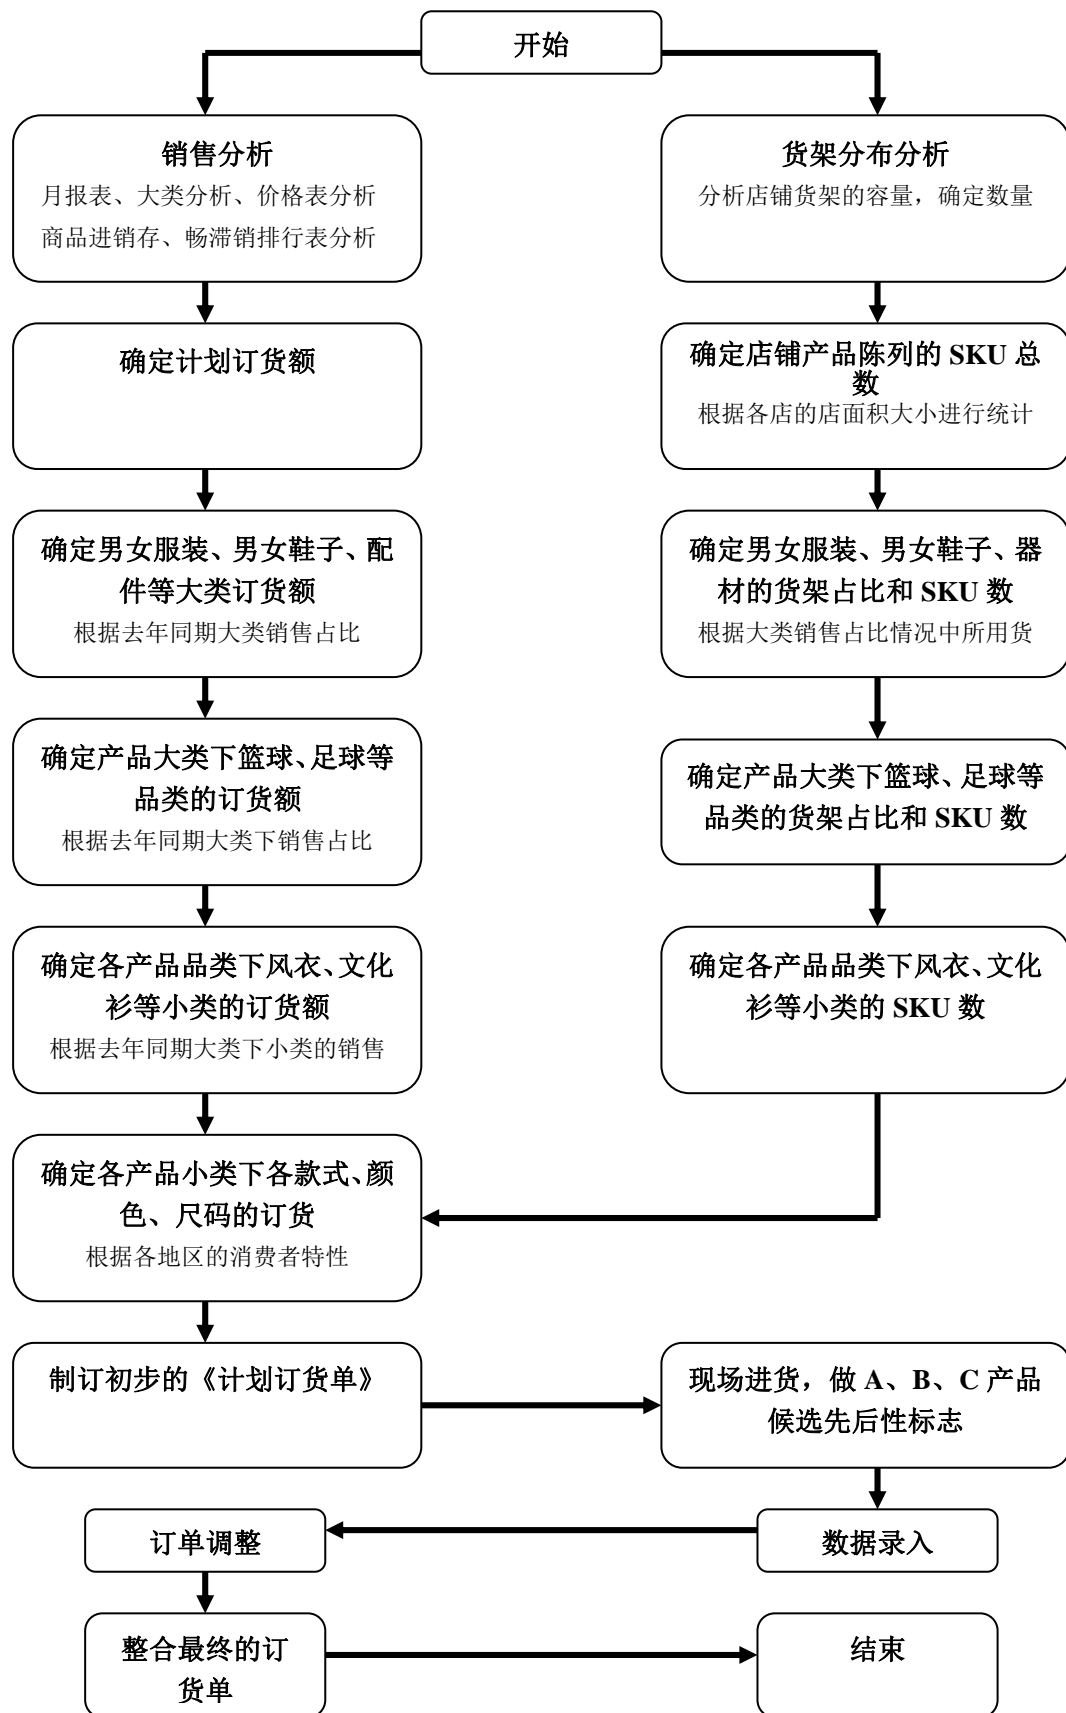 开始
销售分析
月报表、大类分析、价格表分析
商品进销存、畅滞销排行表分析
货架分布分析
分析店铺货架的容量，确定数量
确定计划订货额
确定店铺产品陈列的 SKU 总
数
根据各店的店面积大小进行统计
确定男女服装、男女鞋子、配
件等大类订货额
根据去年同期大类销售占比
确定男女服装、男女鞋子、器
材的货架占比和 SKU 数
根据大类销售占比情况中所用货
确定产品大类下篮球、足球等
品类的订货额
根据去年同期大类下销售占比
确定产品大类下篮球、足球等
品类的货架占比和 SKU 数
确定各产品品类下风衣、文化
衫等小类的订货额
根据去年同期大类下小类的销售
确定各产品品类下风衣、文化
衫等小类的 SKU 数
确定各产品小类下各款式、颜
色、尺码的订货
根据各地区的消费者特性
制订初步的《计划订货单》
现场进货，做 A、B、C 产品
候选先后性标志
订单调整
数据录入
整合最终的订
货单
结束